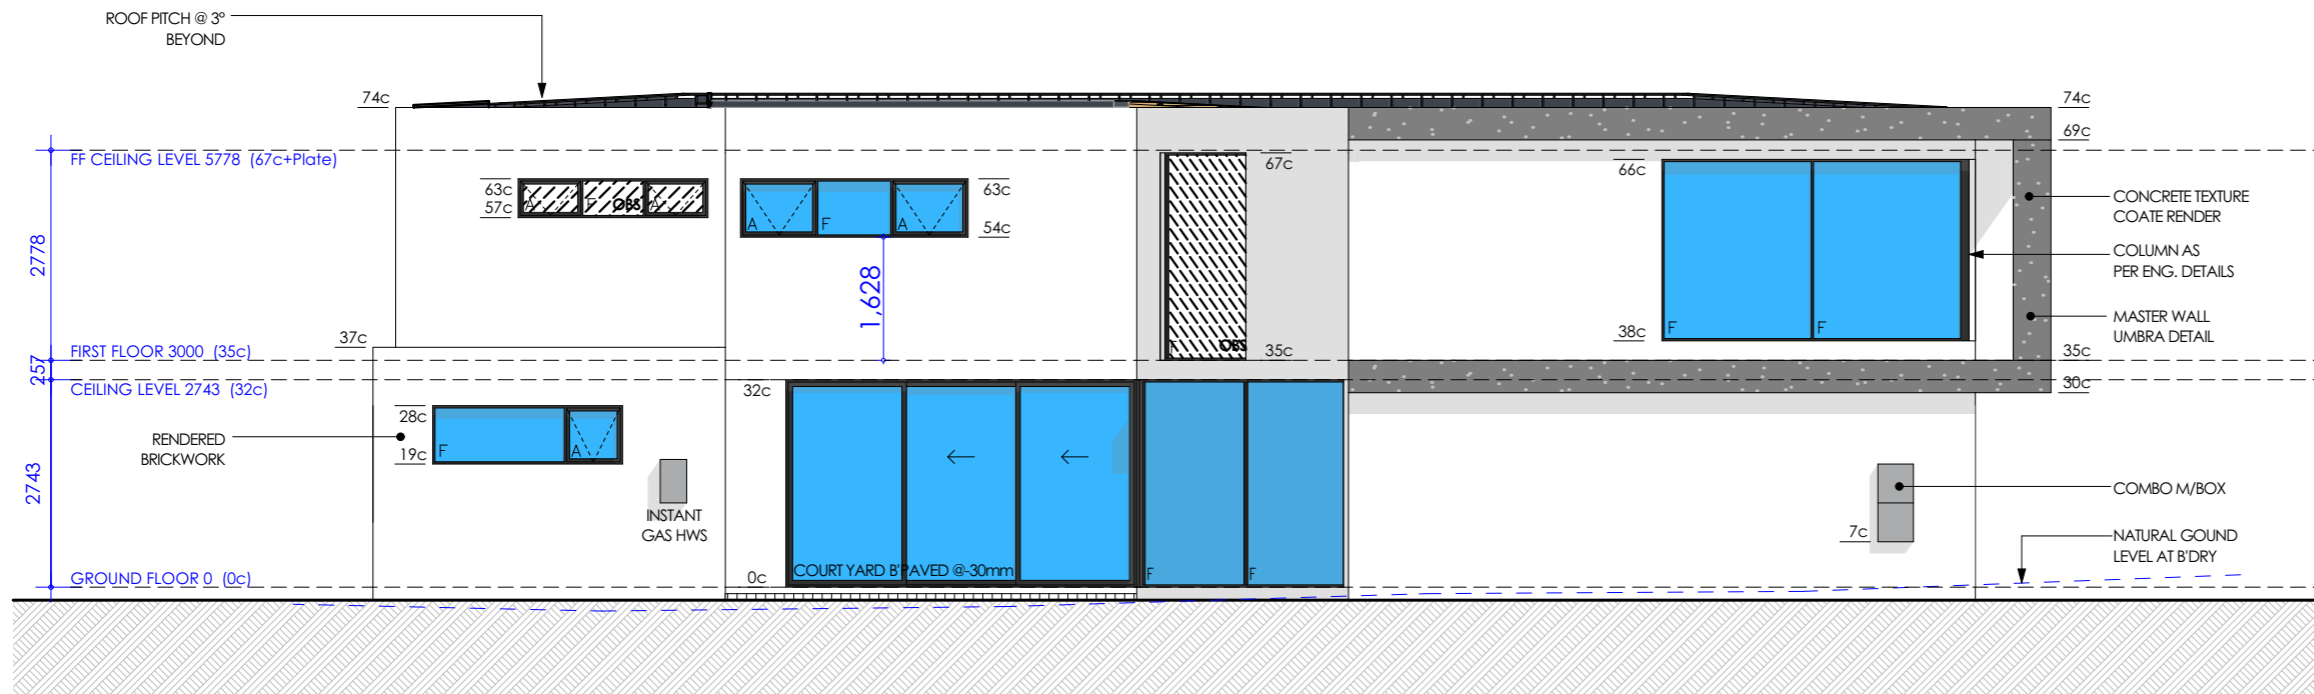 ROOF PITCH @ 3º
BEYOND
74c
74c
69c
FF CEILING LEVEL 5778 (67c+Plate)
67c
66c
63c
57c
A
F
OBS
A
63c
54c
A
F
A
CONCRETE TEXTURE
COATE RENDER
COLUMN AS
PER ENG. DETAILS
2778
1,628
MASTER WALL
UMBRA DETAIL
F
F
38c
37c
OBS
35c
35c
FIRST FLOOR 3000 (35c)
257
CEILING LEVEL 2743 (32c)
32c
30c
28c
19c
F
A
RENDERED
BRICKWORK
2743
INSTANT
GAS HWS
COMBO M/BOX
7c
NATURAL GOUND
LEVEL AT B'DRY
GROUND FLOOR 0 (0c)
0c
COURT YARD B'PAVED @-30mm
F
F